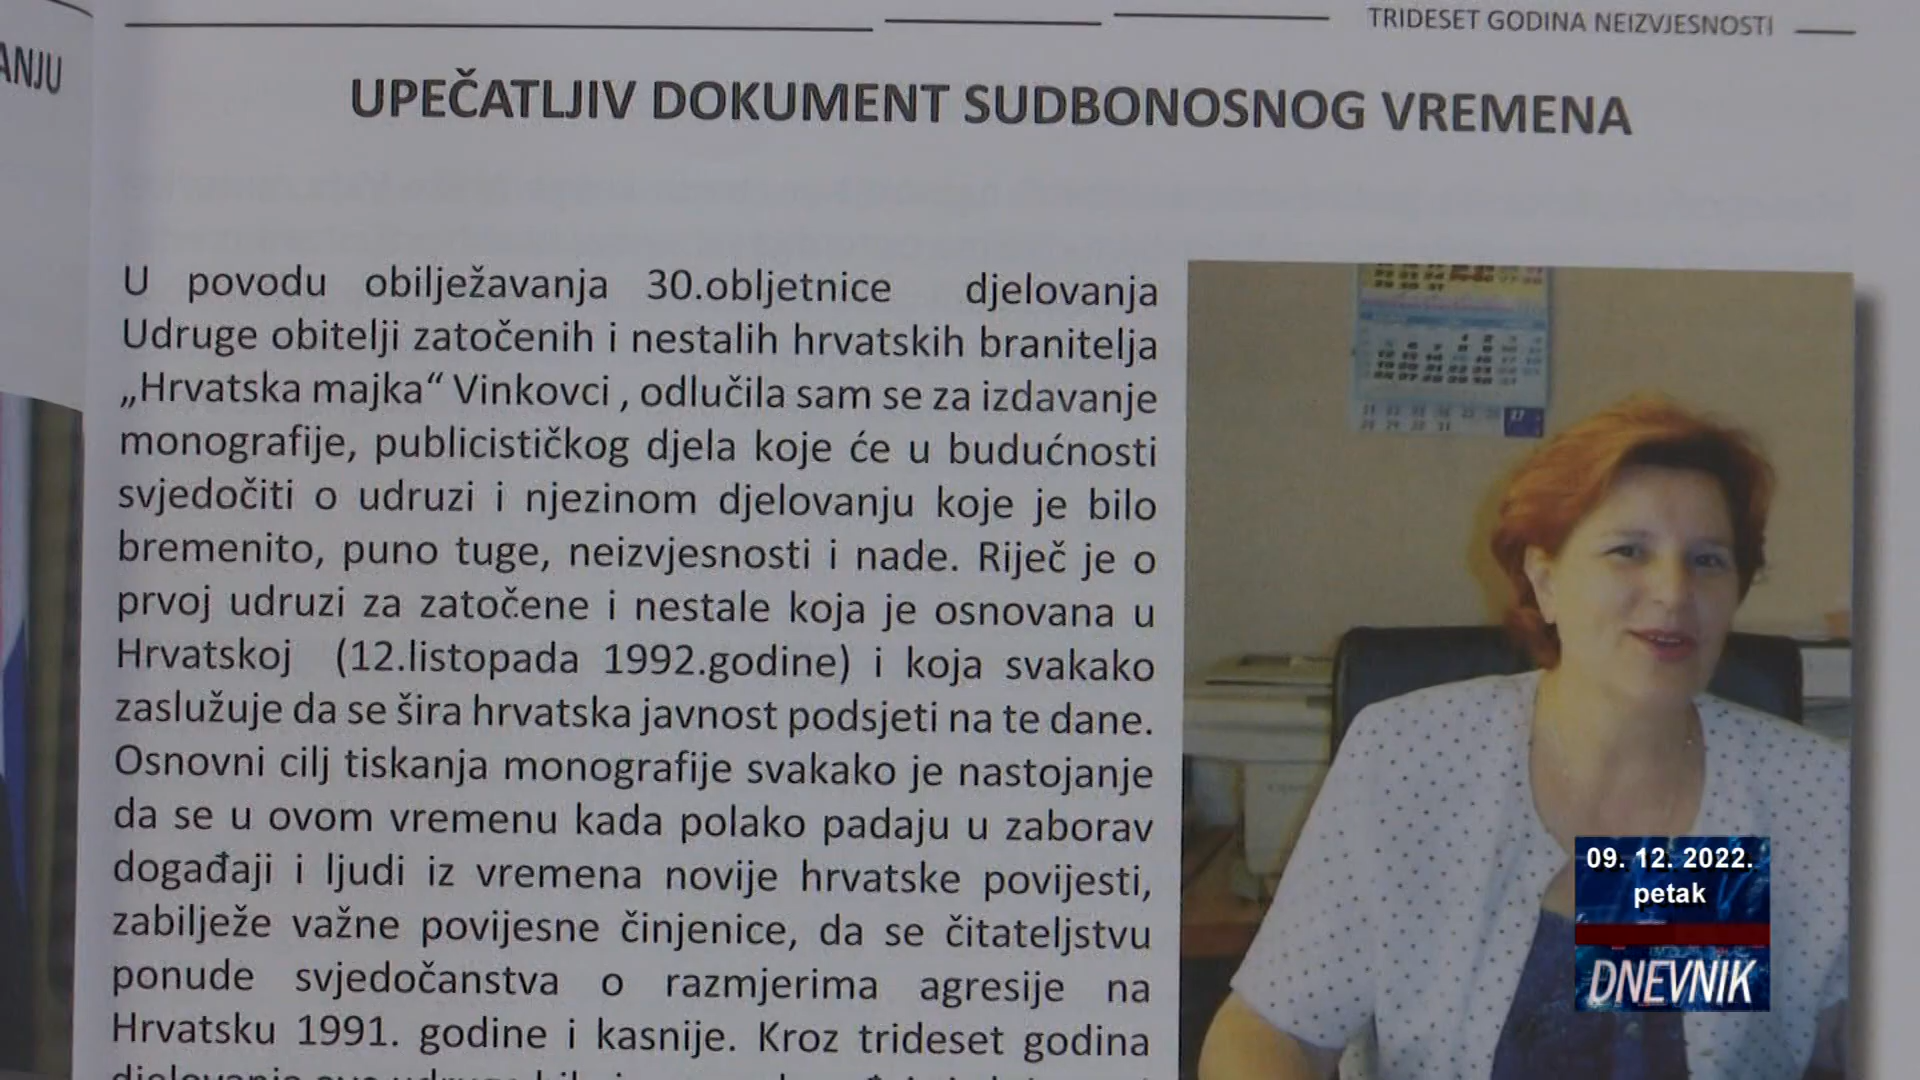 TRIDESET GODINA NEIZVJESNOSTI
ANJU
UPEČATLJIV DOKUMENT SUDBONOSNOG VREMENA
U povodu obilježavanja 30.obljetnice djelovanja
Udruge obitelji zatočenih i nestalih hrvatskih branitelja
„Hrvatska majka“ Vinkovci , odlučila sam se za izdavanje
monografije, publicističkog djela koje će u budućnosti
svjedočiti o udruzi i njezinom djelovanju koje je bilo
bremenito, puno tuge, neizvjesnosti i nade. Riječ je o
prvoj udruzi za zatočene i nestale koja je osnovana u
Hrvatskoj (12.listopada 1992.godine) i koja svakako
zaslužuje da se šira hrvatska javnost podsjeti na te dane.
Osnovni cilj tiskanja monografije svakako je nastojanje
da se u ovom vremenu kada polako padaju u zaborav
događaji i ljudi iz vremena novije hrvatske povijesti,
zabilježe važne povijesne činjenice, da se čitateljstvu
ponude svjedočanstva o razmjerima agresije na
Hrvatsku 1991. godine i kasnije. Kroz trideset godina
09. 12. 2022.
petak
DNEVNIK